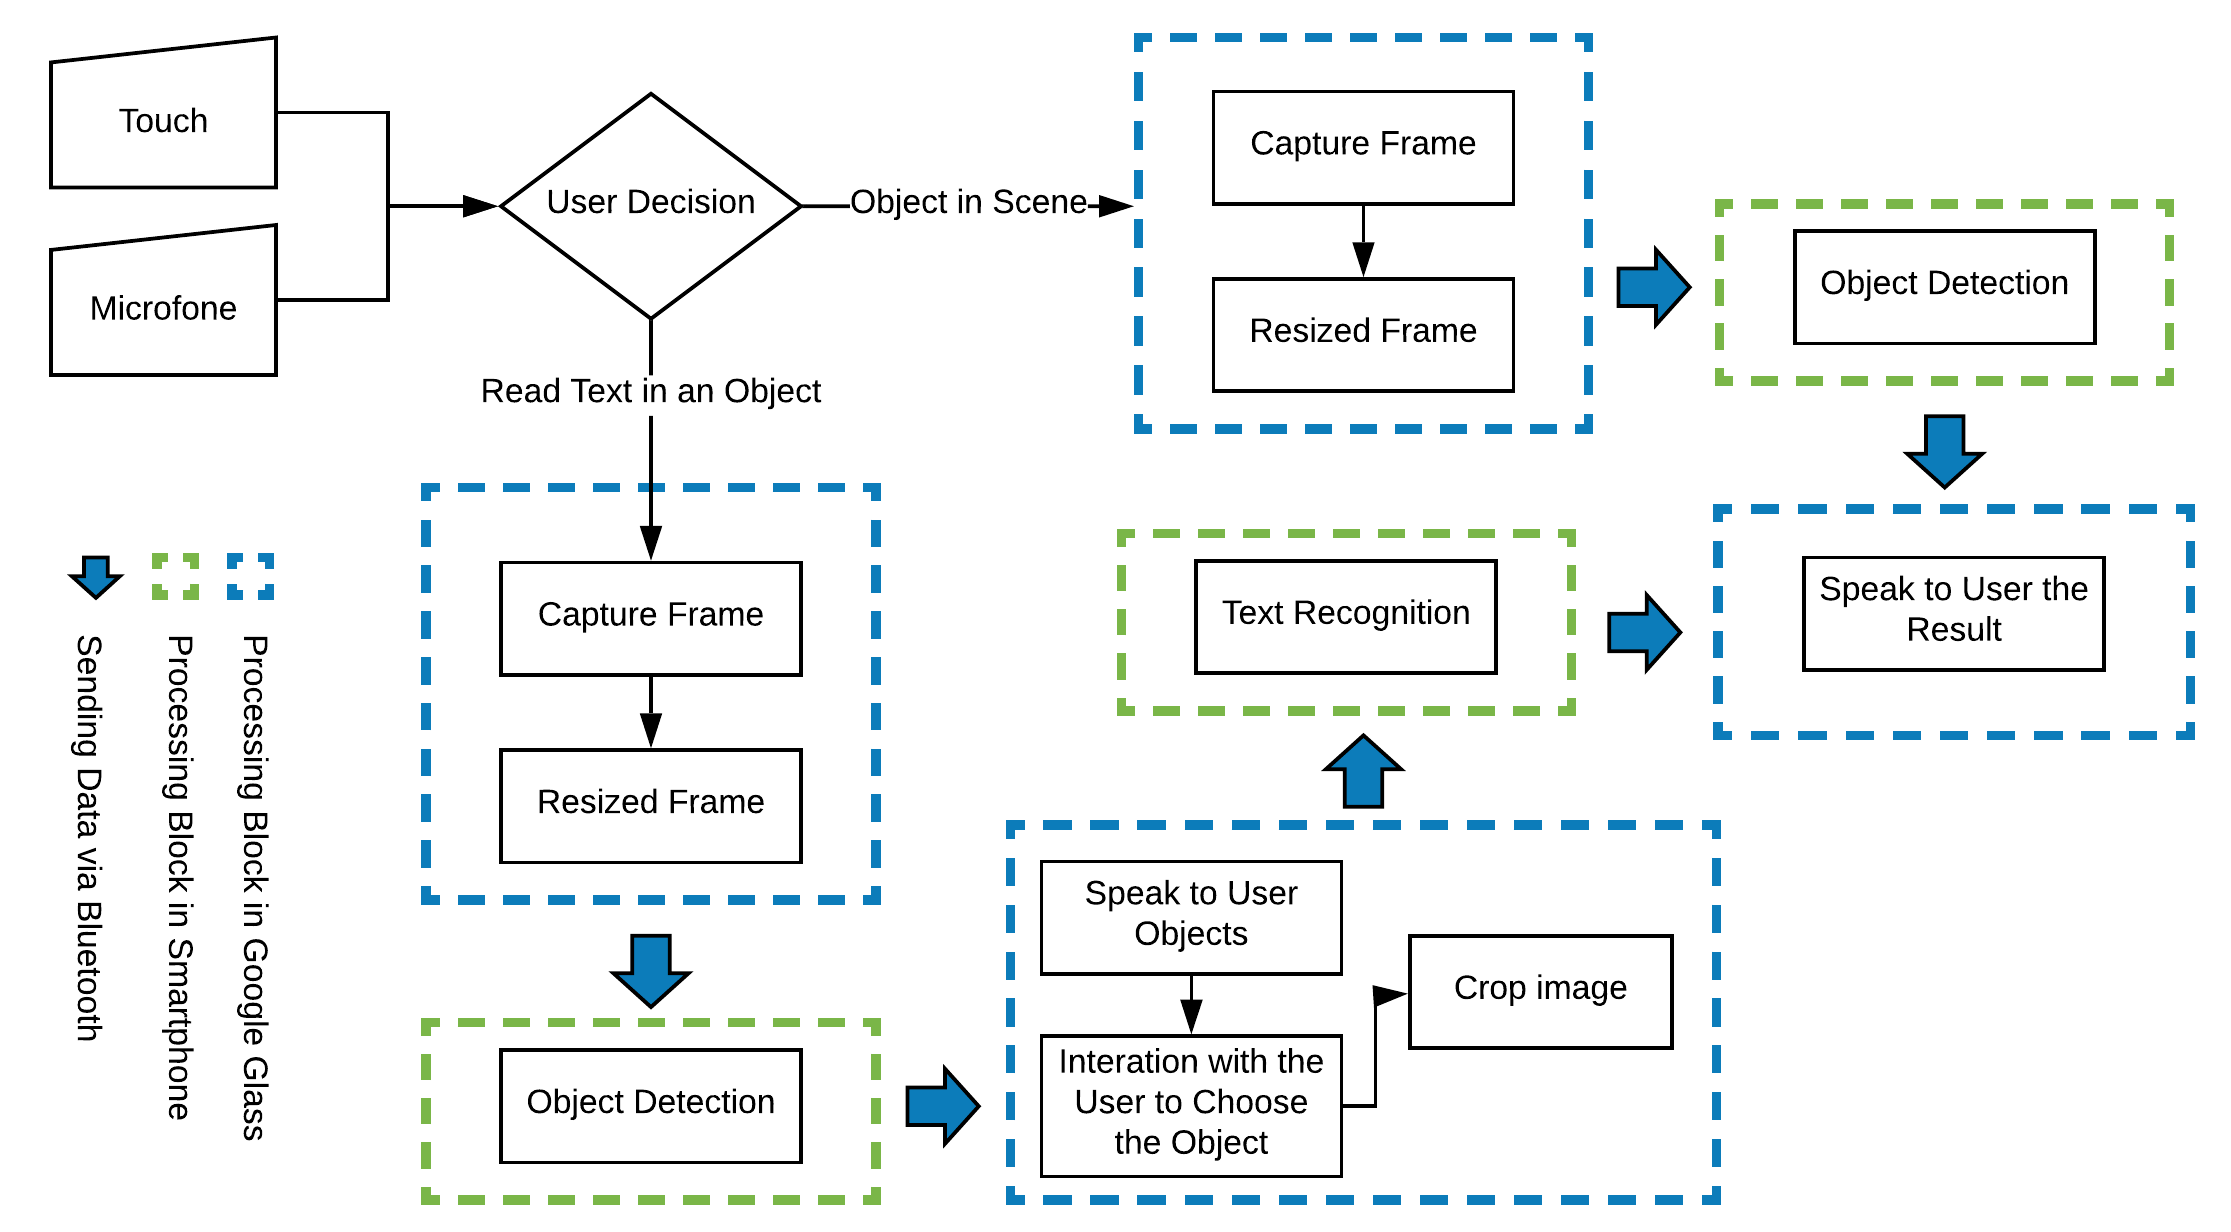 Touch
Microfone
User Decision
Object in Scene
Read Text in an Object
Capture Frame
Resized Frame
Object Detection
Speak to User the
Result
Text Recognition
Capture Frame
Resized Frame
Object Detection
Speak to User
Objects
Interation with the
User to Choose
the Object
Crop image
Sending Data via Bluetooth
Processing Block in Smartphone
Processing Block in Google Glass